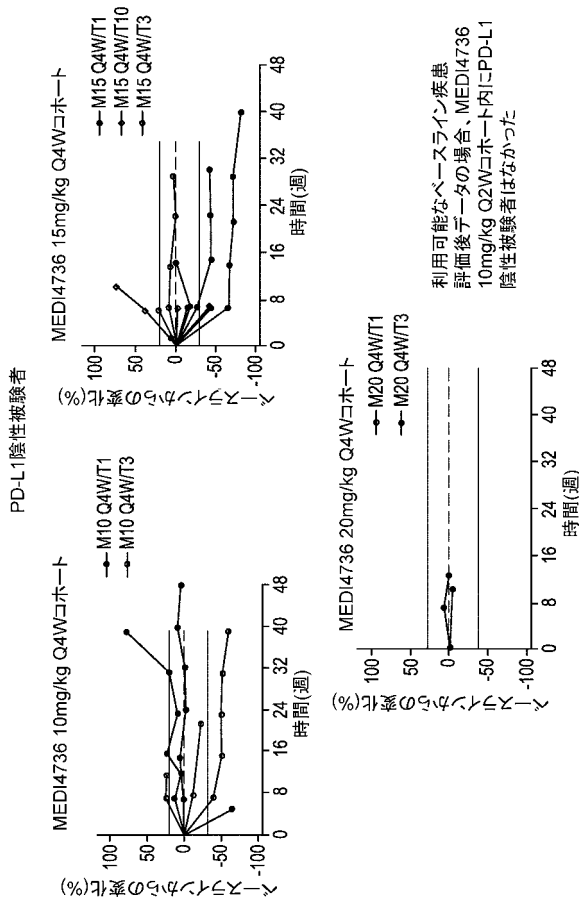 PD-L1陰性被験者
MEDI4736 10mg/kg Q4Wコホート
M10 Q4W/T1
M10 Q4W/T3
ベースラインからの変化(%)
100
50
0
-50
-100
0 8 16 24 32 40 48
時間(週)
MEDI4736 15mg/kg Q4Wコホート
M15 Q4W/T1
M15 Q4W/T10
M15 Q4W/T3
ベースラインからの変化(%)
100
50
0
-50
-100
0 8 16 24 32 40 48
時間(週)
MEDI4736 20mg/kg Q4Wコホート
M20 Q4W/T1
M20 Q4W/T3
ベースラインからの変化(%)
100
50
0
-50
-100
0 8 16 24 32 40 48
時間(週)
利用可能なベースライン疾患
評価後データの場合、MEDI4736
10mg/kg Q2Wコホート内にPD-L1
陰性被験者はなかった